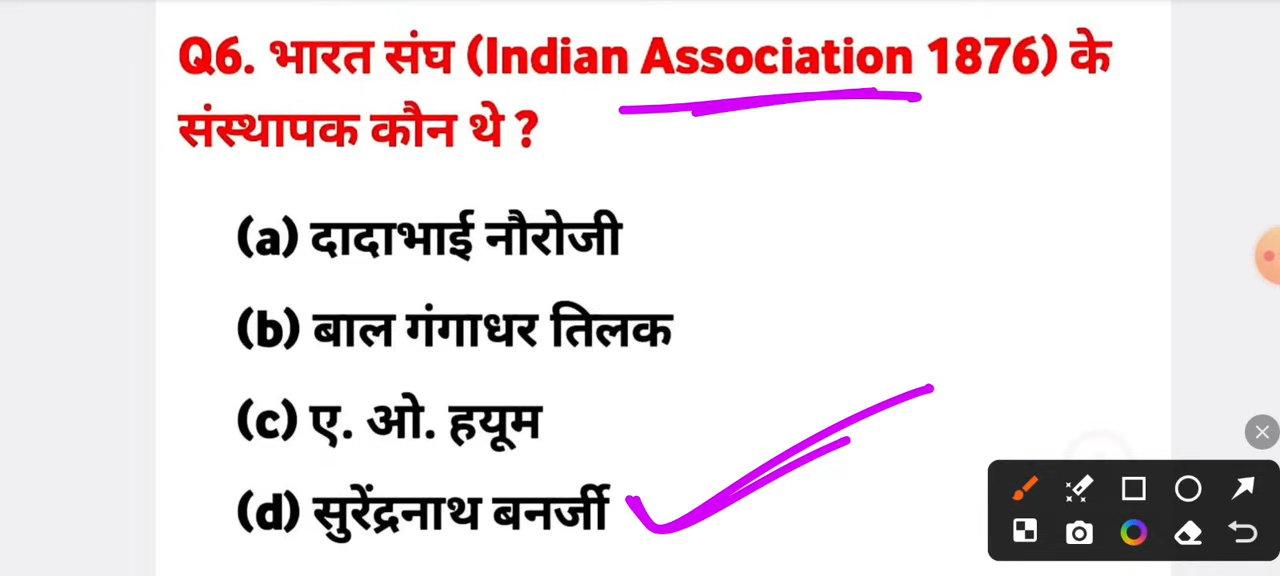 Q6. भारत संघ (Indian Association 1876) के
संस्थापक कौन थे ?
(a) दादाभाई नौरोजी
(b) बाल गंगाधर तिलक
(c) ए. ओ. हयूम
(d) सुरेंद्रनाथ बनर्जी